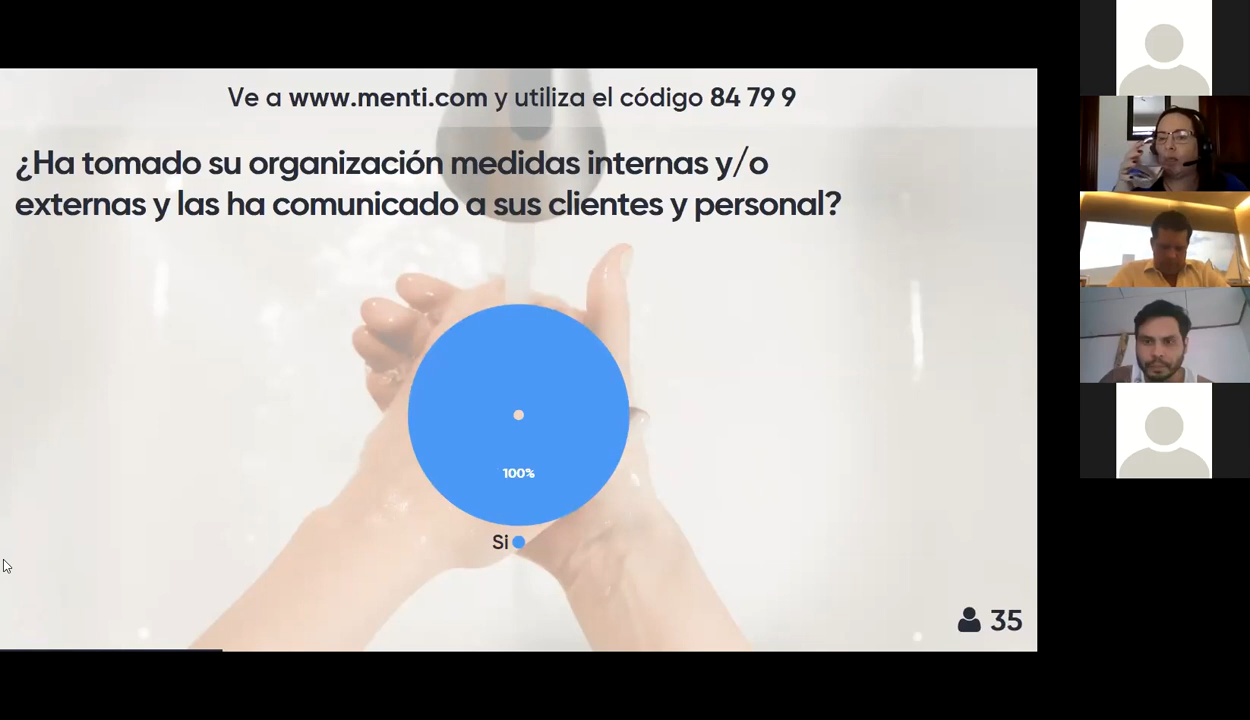 Ve a www.menti.com y utiliza el código 84 79 9
¿Ha tomado su organización medidas internas y/o
externas y las ha comunicado a sus clientes y personal?
100%
Si
35